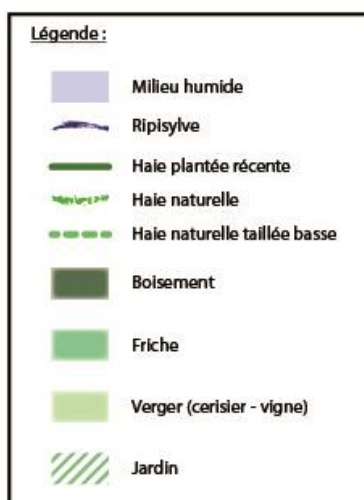 Légende :
Milieu humide
Ripisylve
Haie plantée récente
Haie naturelle
Haie naturelle taillée basse
Boisement
Friche
Verger (cerisier - vigne)
Jardin